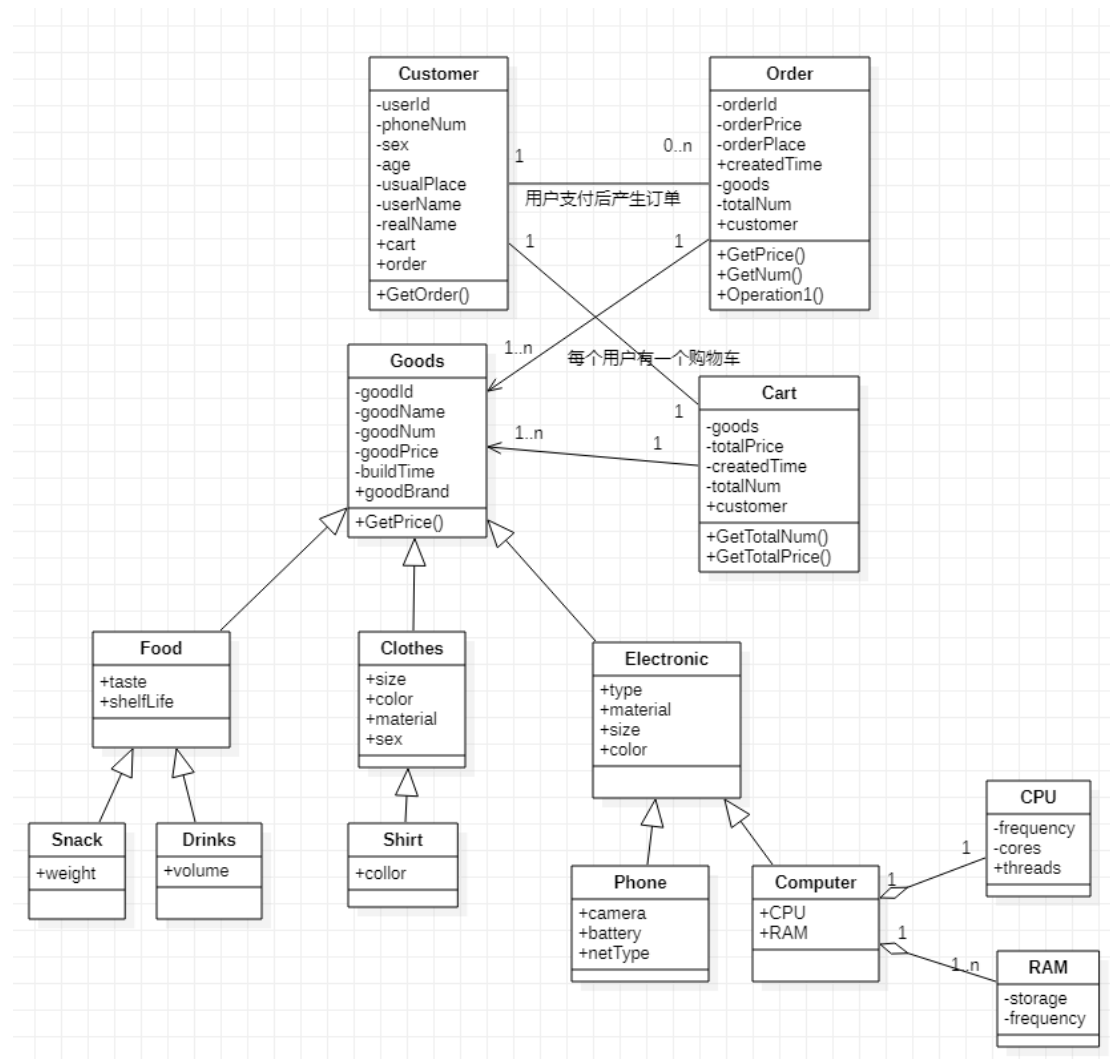 Customer
-userId
-phoneNum
-sex
-age
-usualPlace
-userName
-realName
+cart
+order
+GetOrder()
Order
-orderId
-orderPrice
-orderPlace
+createdTime
-goods
-totalNum
+customer
+GetPrice()
+GetNum()
+Operation1()
1
0..n
用户支付后产生订单
1
1
1..n
每个用户有一个购物车
1
Goods
-goodId
-goodName
-goodNum
-goodPrice
-buildTime
+goodBrand
+GetPrice()
1..n
1
Cart
-goods
-totalPrice
-createdTime
-totalNum
+customer
+GetTotalNum()
+GetTotalPrice()
Food
+taste
+shelfLife
Clothes
+size
+color
+material
+sex
Electronic
+type
+material
+size
+color
Snack
+weight
Drinks
+volume
Shirt
+collor
Phone
+camera
+battery
+netType
Computer
+CPU
+RAM
1
1
CPU
-frequency
-cores
+threads
1
1..n
RAM
-storage
-frequency